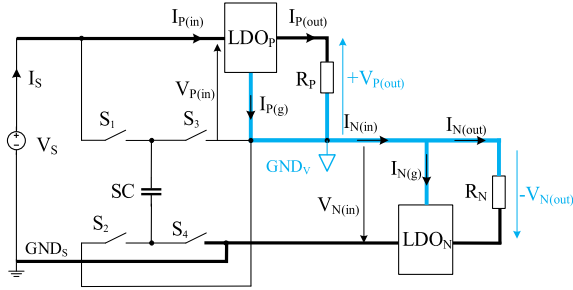 I_P(in)
LDO_P
I_P(out)
I_S
V_P(in)
R_P
+V_P(out)
I_P(g)
S_1
S_3
I_N(in)
I_N(out)
V_S
GND_V
I_N(g)
SC
R_N
-V_N(out)
V_N(in)
S_2
S_4
GND_S
LDO_N